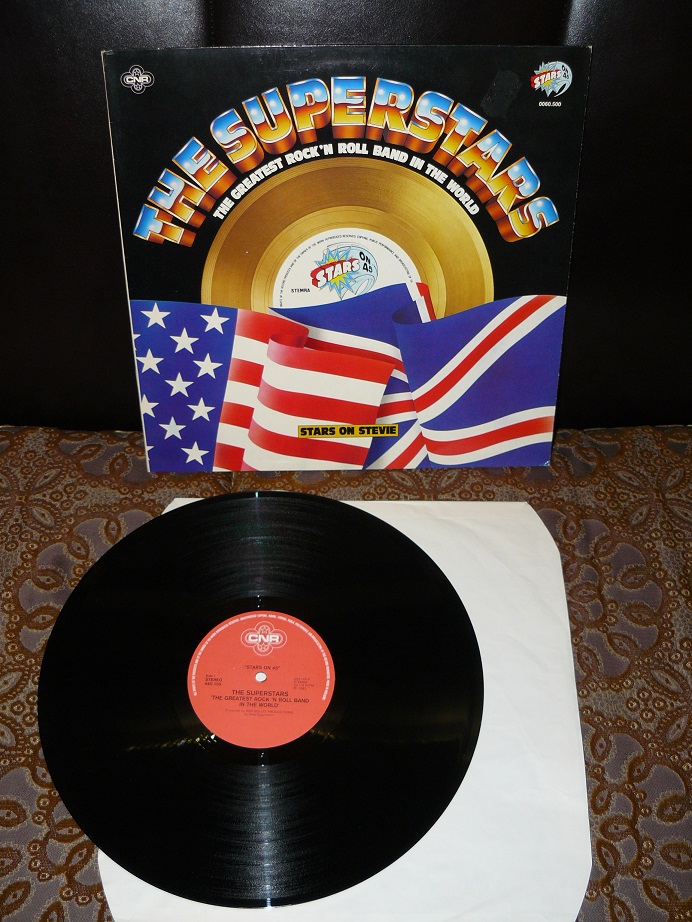 CNR
STARS
ON
45
0060.500
THE SUPERSTARS
THE GREATEST ROCK'N ROLL BAND IN THE WORLD
STARS
ON
45
STEMRA
STARS ON STEVIE
CNR
"STARS ON 45"
STEREO
THE SUPERSTARS
'THE GREATEST ROCK 'N ROLL BAND
IN THE WORLD'